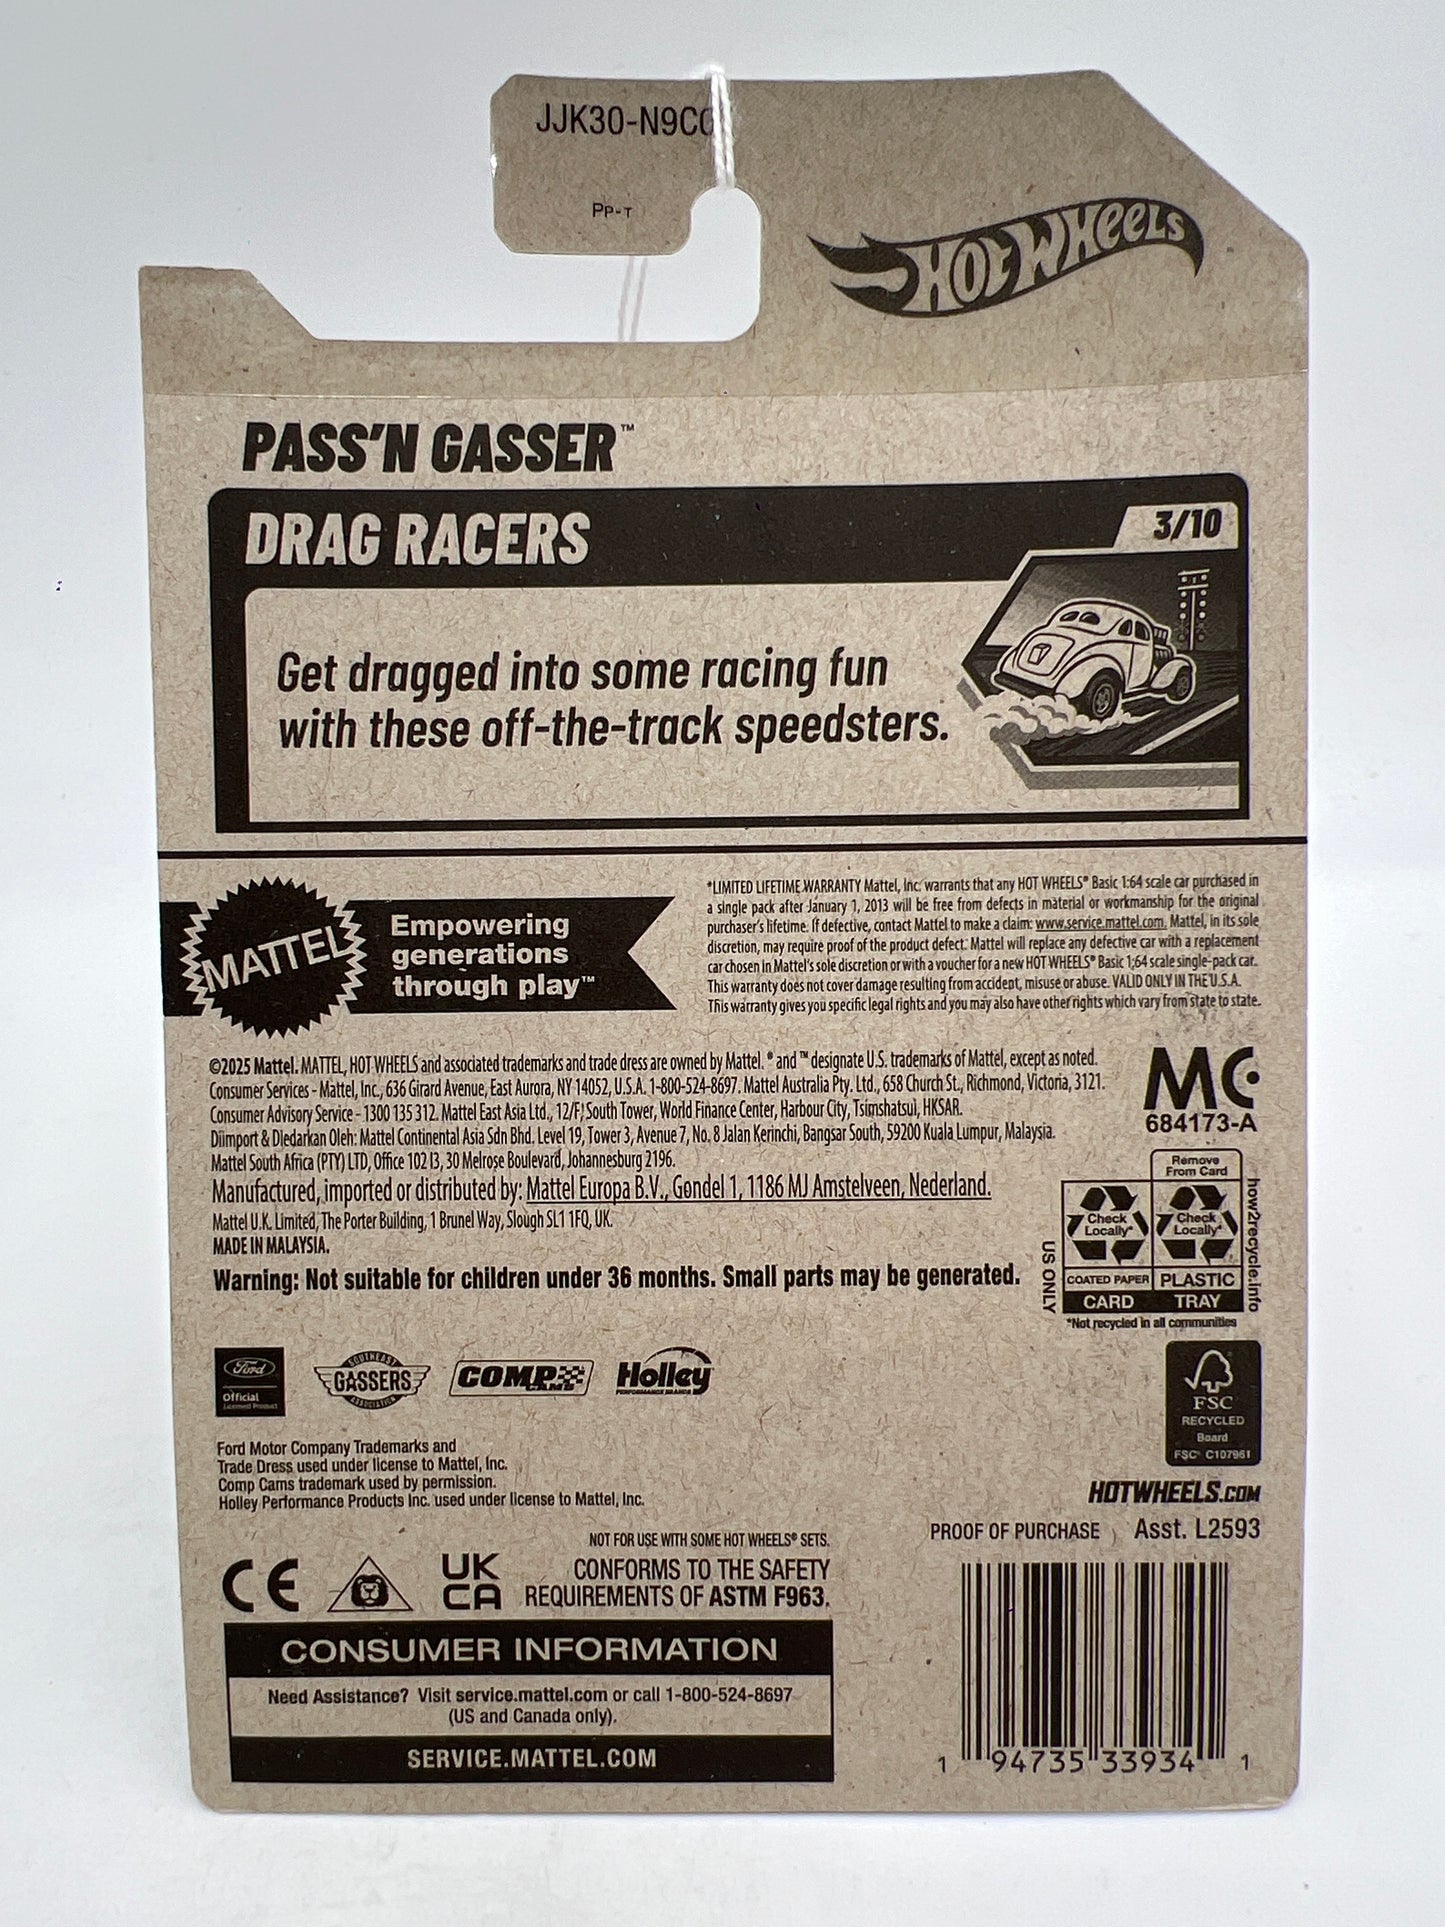 JJK30-N9C0
PP-T
HOT WHEELS
PASS'N GASSER™
DRAG RACERS
3/10
Get dragged into some racing fun
with these off-the-track speedsters.
MATTEL
Empowering
generations
through play™
*LIMITED LIFETIME WARRANTY Mattel, Inc. warrants that any HOT WHEELS® Basic 1:64 scale car purchased in
a single pack after January 1, 2013 will be free from defects in material or workmanship for the original
purchaser's lifetime. If defective, contact Mattel to make a claim: www.service.mattel.com. Mattel, in its sole
discretion, may require proof of the product defect. Mattel will replace any defective car with a replacement
car chosen in Mattel's sole discretion or with a voucher for a new HOT WHEELS® Basic 1:64 scale single-pack car.
This warranty does not cover damage resulting from accident, misuse or abuse. VALID ONLY IN THE U.S.A.
This warranty gives you specific legal rights and you may also have other rights which vary from state to state.
©2025 Mattel. MATTEL, HOT WHEELS and associated trademarks and trade dress are owned by Mattel. ® and ™ designate U.S. trademarks of Mattel, except as noted.
Consumer Services - Mattel, Inc., 636 Girard Avenue, East Aurora, NY 14052, U.S.A. 1-800-524-8697. Mattel Australia Pty. Ltd., 658 Church St., Richmond, Victoria, 3121.
Consumer Advisory Service - 1300 135 312. Mattel East Asia Ltd., 12/F, South Tower, World Finance Center, Harbour City, Tsimshatsui, HKSAR.
Diimport & Diedarkan Oleh: Mattel Continental Asia Sdn Bhd. Level 19, Tower 3, Avenue 7, No. 8 Jalan Kerinchi, Bangsar South, 59200 Kuala Lumpur, Malaysia.
Mattel South Africa (PTY) LTD, Office 102 I3, 30 Melrose Boulevard, Johannesburg 2196.
Manufactured, imported or distributed by: Mattel Europa B.V., Gondel 1, 1186 MJ Amstelveen, Nederland.
Mattel U.K. Limited, The Porter Building, 1 Brunel Way, Slough SL1 1FQ, UK.
MADE IN MALAYSIA.
Warning: Not suitable for children under 36 months. Small parts may be generated.
MC
684173-A
Remove
From Card
Check
Locally*
Check
Locally*
COATED PAPER
PLASTIC
CARD
TRAY
US ONLY
how2recycle.info
*Not recycled in all communities
Ford
Official
Licensed Product
SOUTHEAST
GASSERS
ASSOCIATION
COMP
CAMS
Holley
PERFORMANCE BRANDS
FSC
RECYCLED
Board
FSC® C107961
Ford Motor Company Trademarks and
Trade Dress used under license to Mattel, Inc.
Comp Cams trademark used by permission.
Holley Performance Products Inc. used under license to Mattel, Inc.
HOTWHEELS.COM
PROOF OF PURCHASE
Asst. L2593
NOT FOR USE WITH SOME HOT WHEELS® SETS.
CE
UK
CA
CONFORMS TO THE SAFETY
REQUIREMENTS OF ASTM F963.
CONSUMER INFORMATION
Need Assistance? Visit service.mattel.com or call 1-800-524-8697
(US and Canada only).
SERVICE.MATTEL.COM
1 94735 33934 1